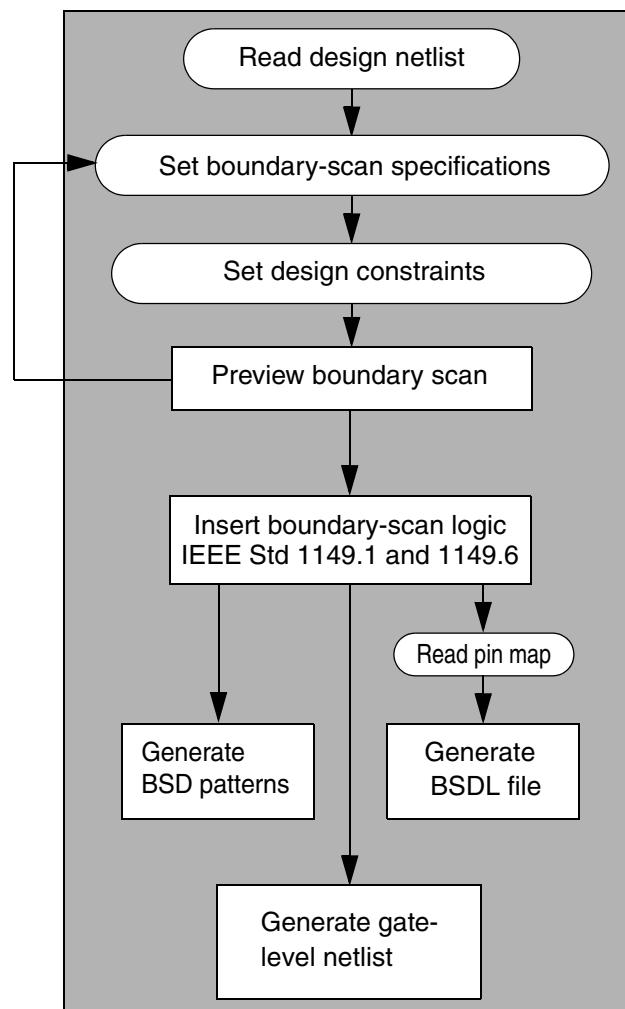 Read design netlist
Set boundary-scan specifications
Set design constraints
Preview boundary scan
Insert boundary-scan logic
IEEE Std 1149.1 and 1149.6
Read pin map
Generate
BSD patterns
Generate
BSDL file
Generate gate-
level netlist